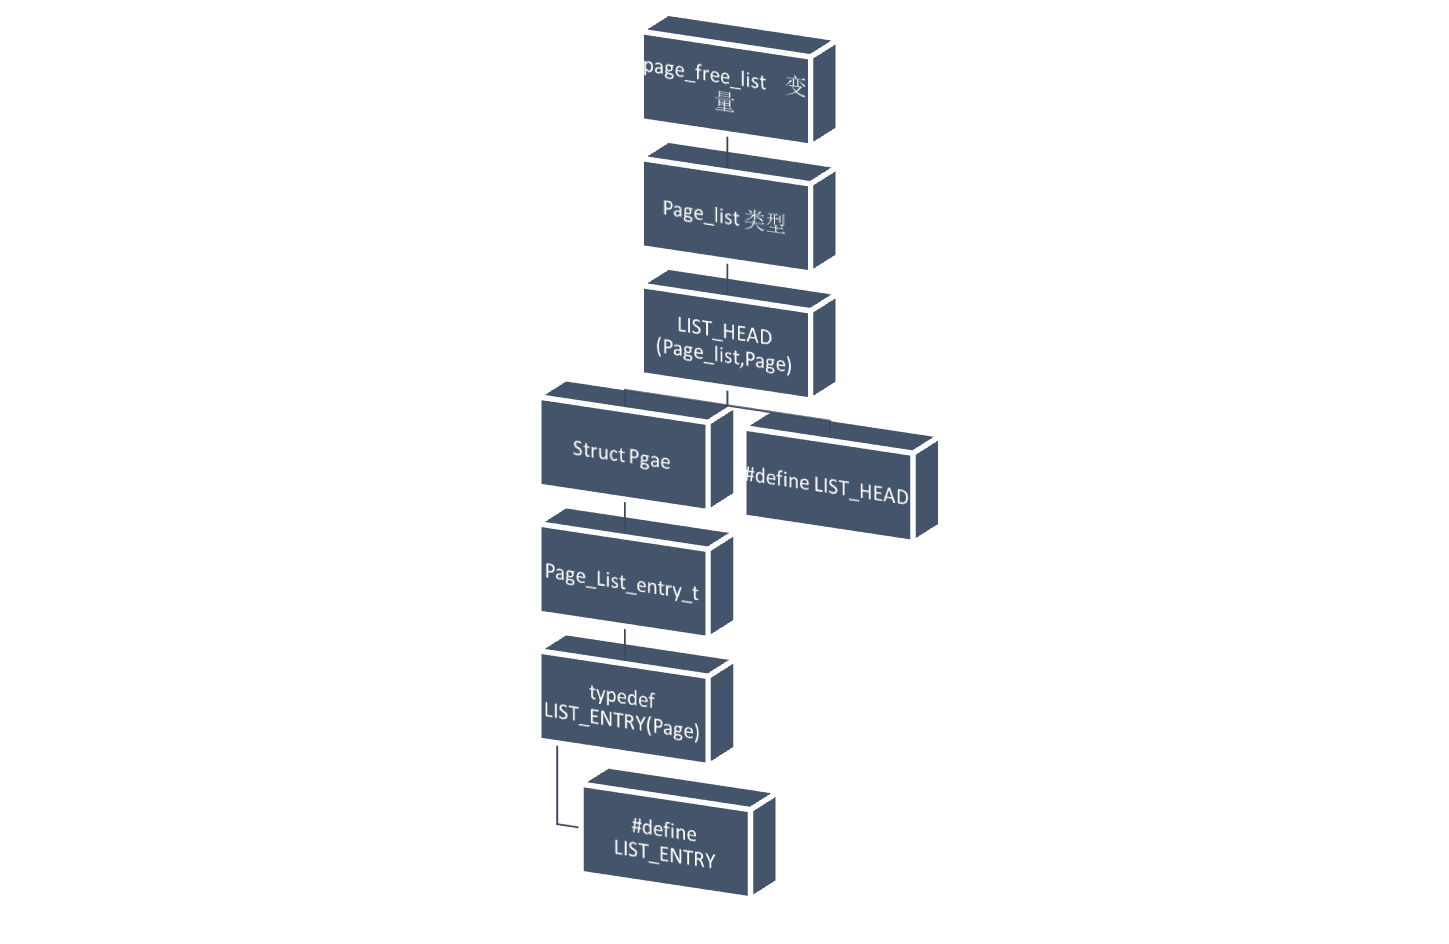 page_free_list 变
量
Page_list 类型
LIST_HEAD
(Page_list,Page)
Struct Pgae
#define LIST_HEAD
Page_List_entry_t
typedef
LIST_ENTRY(Page)
#define
LIST_ENTRY